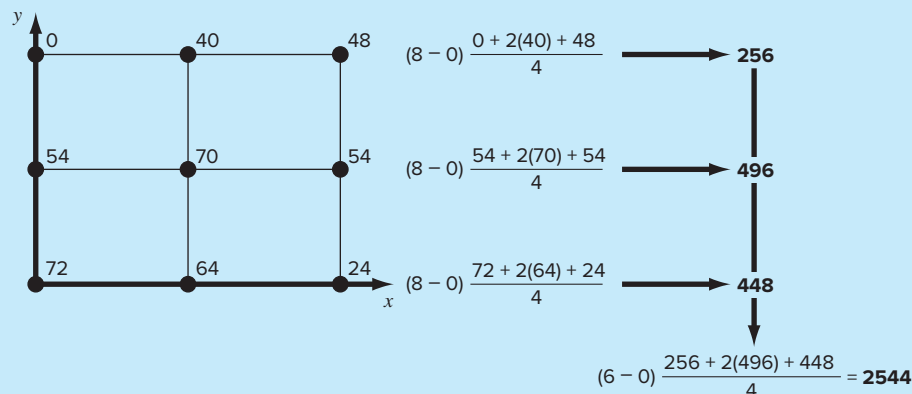 y
0 40 48 (8 − 0) 0 + 2(40) + 48 / 4 256
54 70 54 (8 − 0) 54 + 2(70) + 54 / 4 496
72 64 24 (8 − 0) 72 + 2(64) + 24 / 4 448
x
(6 − 0) 256 + 2(496) + 448 / 4 = 2544